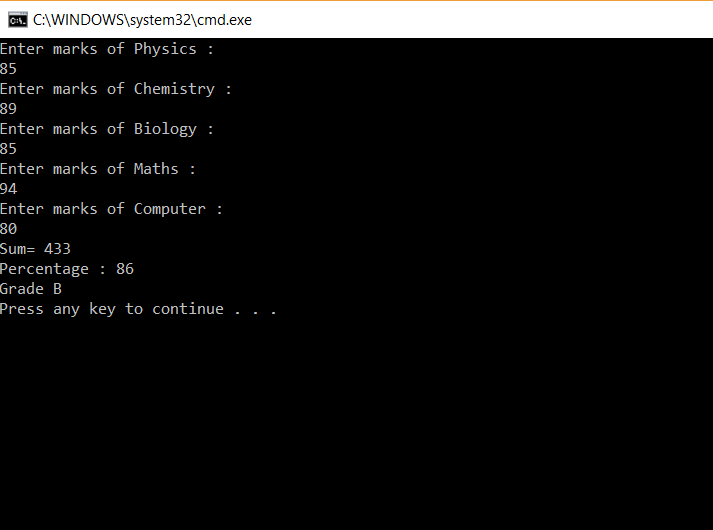 C:\WINDOWS\system32\cmd.exe
Enter marks of Physics :
85
Enter marks of Chemistry :
89
Enter marks of Biology :
85
Enter marks of Maths :
94
Enter marks of Computer :
80
Sum= 433
Percentage : 86
Grade B
Press any key to continue . . .